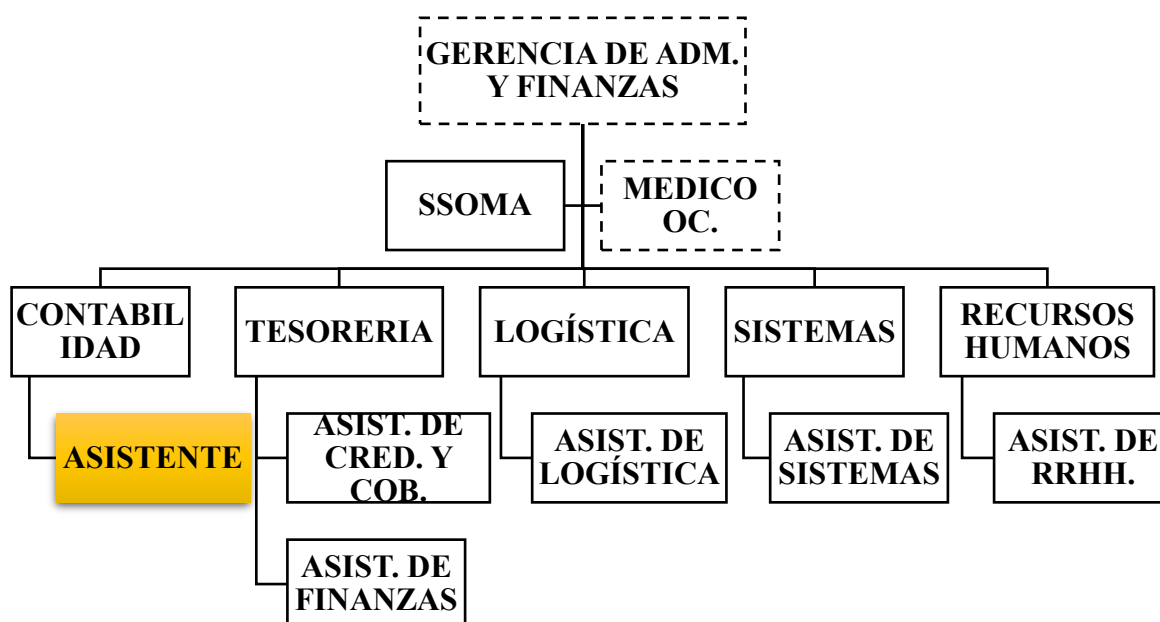 GERENCIA DE ADM.
Y FINANZAS
SSOMA
MEDICO
OC.
CONTABIL
IDAD
TESORERIA
LOGÍSTICA
SISTEMAS
RECURSOS
HUMANOS
ASISTENTE
ASIST. DE
CRED. Y
COB.
ASIST. DE
LOGÍSTICA
ASIST. DE
SISTEMAS
ASIST. DE
RRHH.
ASIST. DE
FINANZAS